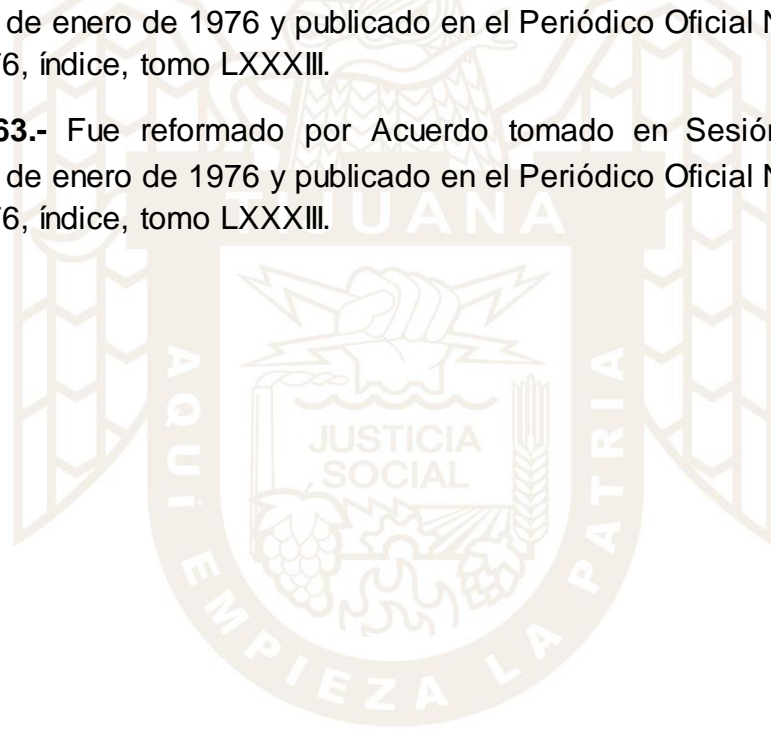 de enero de 1976 y publicado en el Periódico Oficial
6, índice, tomo LXXXIII.
63.- Fue reformado por Acuerdo tomado en Sesión
de enero de 1976 y publicado en el Periódico Oficial
6, índice, tomo LXXXIII.
TIJUANA
JUSTICIA
SOCIAL
AQUÍ EMPIEZA LA PATRIA